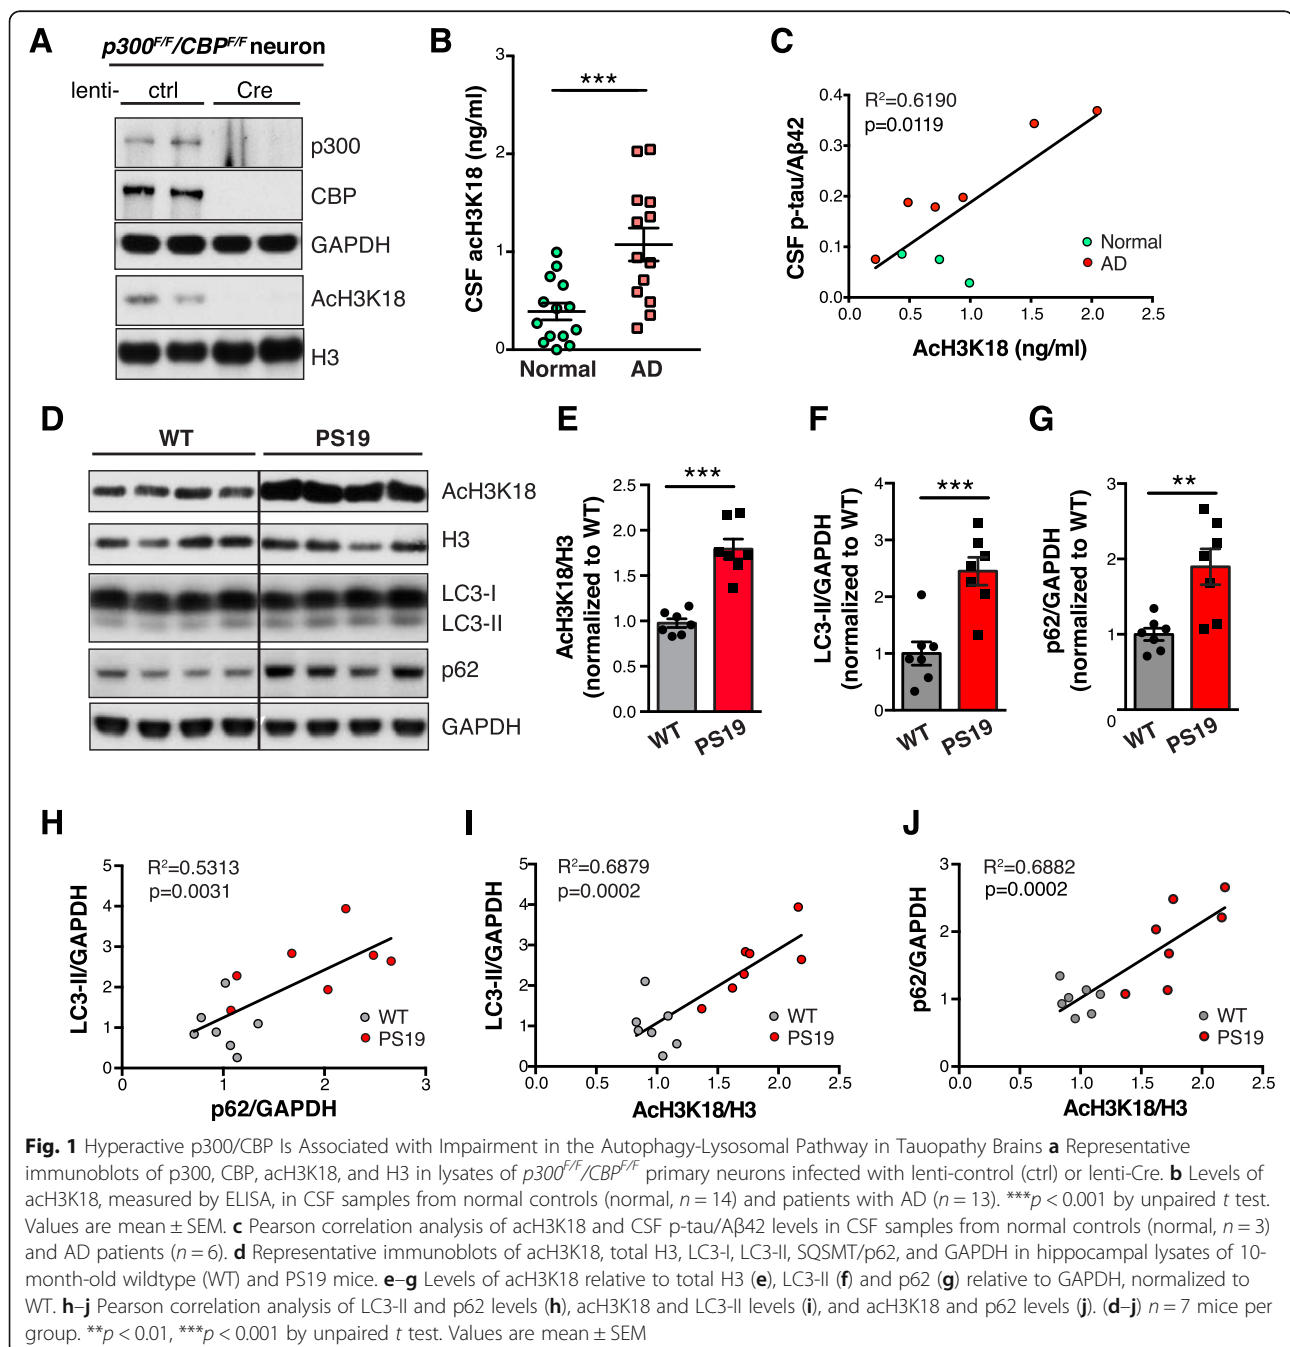 A
p300F/F/CBPF/F neuron
lenti- ctrl Cre
p300
CBP
GAPDH
AcH3K18
H3
B
CSF acH3K18 (ng/ml)
3
2
1
0
***
Normal AD
C
CSF p-tau/Aβ42
R²=0.6190
p=0.0119
0.4
0.3
0.2
0.1
0.0
Normal
AD
0.0 0.5 1.0 1.5 2.0 2.5
AcH3K18 (ng/ml)
D
WT PS19
AcH3K18
H3
LC3-I
LC3-II
p62
GAPDH
E
AcH3K18/H3
(normalized to WT)
***
2.5
2.0
1.5
1.0
0.5
0.0
WT PS19
F
LC3-II/GAPDH
(normalized to WT)
***
4
3
2
1
0
WT PS19
G
p62/GAPDH
(normalized to WT)
**
3
2
1
0
WT PS19
H
LC3-II/GAPDH
R²=0.5313
p=0.0031
5
4
3
2
1
0
WT
PS19
0 1 2 3
p62/GAPDH
I
LC3-II/GAPDH
R²=0.6879
p=0.0002
5
4
3
2
1
0
WT
PS19
0.0 0.5 1.0 1.5 2.0 2.5
AcH3K18/H3
J
p62/GAPDH
R²=0.6882
p=0.0002
3
2
1
0
WT
PS19
0.0 0.5 1.0 1.5 2.0 2.5
AcH3K18/H3
Fig. 1 Hyperactive p300/CBP Is Associated with Impairment in the Autophagy-Lysosomal Pathway in Tauopathy Brains a Representative
immunoblots of p300, CBP, acH3K18, and H3 in lysates of p300F/F/CBPF/F primary neurons infected with lenti-control (ctrl) or lenti-Cre. b Levels of
acH3K18, measured by ELISA, in CSF samples from normal controls (normal, n = 14) and patients with AD (n = 13). ***p < 0.001 by unpaired t test.
Values are mean ± SEM. c Pearson correlation analysis of acH3K18 and CSF p-tau/Aβ42 levels in CSF samples from normal controls (normal, n = 3)
and AD patients (n = 6). d Representative immunoblots of acH3K18, total H3, LC3-I, LC3-II, SQSMT/p62, and GAPDH in hippocampal lysates of 10-
month-old wildtype (WT) and PS19 mice. e–g Levels of acH3K18 relative to total H3 (e), LC3-II (f) and p62 (g) relative to GAPDH, normalized to
WT. h–j Pearson correlation analysis of LC3-II and p62 levels (h), acH3K18 and LC3-II levels (i), and acH3K18 and p62 levels (j). (d–j) n = 7 mice per
group. **p < 0.01, ***p < 0.001 by unpaired t test. Values are mean ± SEM